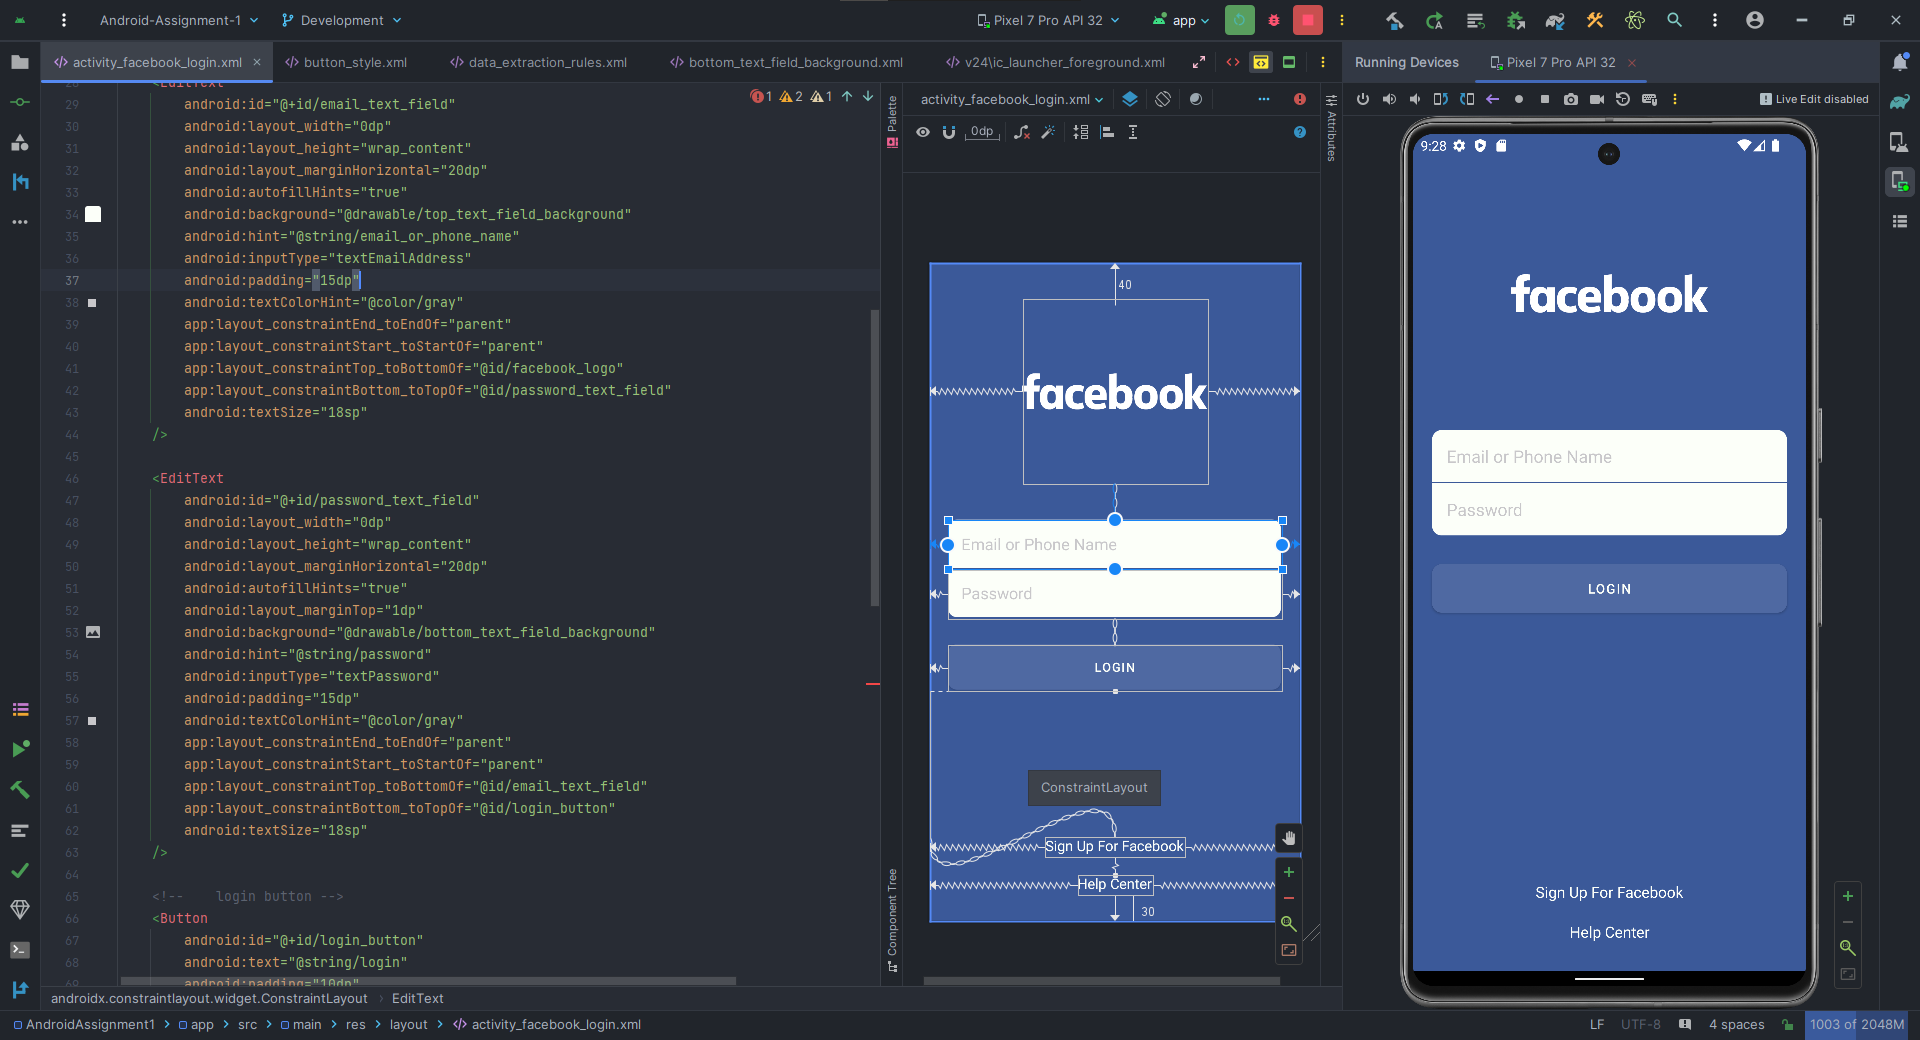 Android-Assignment-1
Development
Pixel 7 Pro API 32
app
activity_facebook_login.xml
button_style.xml
data_extraction_rules.xml
bottom_text_field_background.xml
v24\ic_launcher_foreground.xml
Running Devices
Pixel 7 Pro API 32
1 2 1
28 <EditText
29 android:id="@+id/email_text_field"
30 android:layout_width="0dp"
31 android:layout_height="wrap_content"
32 android:layout_marginHorizontal="20dp"
33 android:autofillHints="true"
34 android:background="@drawable/top_text_field_background"
35 android:hint="@string/email_or_phone_name"
36 android:inputType="textEmailAddress"
37 android:padding="15dp"
38 android:textColorHint="@color/gray"
39 app:layout_constraintEnd_toEndOf="parent"
40 app:layout_constraintStart_toStartOf="parent"
41 app:layout_constraintTop_toBottomOf="@id/facebook_logo"
42 app:layout_constraintBottom_toTopOf="@id/password_text_field"
43 android:textSize="18sp"
44 />
45
46 <EditText
47 android:id="@+id/password_text_field"
48 android:layout_width="0dp"
49 android:layout_height="wrap_content"
50 android:layout_marginHorizontal="20dp"
51 android:autofillHints="true"
52 android:layout_marginTop="1dp"
53 android:background="@drawable/bottom_text_field_background"
54 android:hint="@string/password"
55 android:inputType="textPassword"
56 android:padding="15dp"
57 android:textColorHint="@color/gray"
58 app:layout_constraintEnd_toEndOf="parent"
59 app:layout_constraintStart_toStartOf="parent"
60 app:layout_constraintTop_toBottomOf="@id/email_text_field"
61 app:layout_constraintBottom_toTopOf="@id/login_button"
62 android:textSize="18sp"
63 />
64
65 <!-- login button -->
66 <Button
67 android:id="@+id/login_button"
68 android:text="@string/login"
69 android:padding="10dp"
androidx.constraintlayout.widget.ConstraintLayout
EditText
Palette
Component Tree
activity_facebook_login.xml
0dp
Attributes
40
facebook
Email or Phone Name
Password
LOGIN
ConstraintLayout
Sign Up For Facebook
Help Center
30
Live Edit disabled
9:28
facebook
Email or Phone Name
Password
LOGIN
Sign Up For Facebook
Help Center
AndroidAssignment1
app
src
main
res
layout
activity_facebook_login.xml
LF
UTF-8
4 spaces
1003 of 2048M